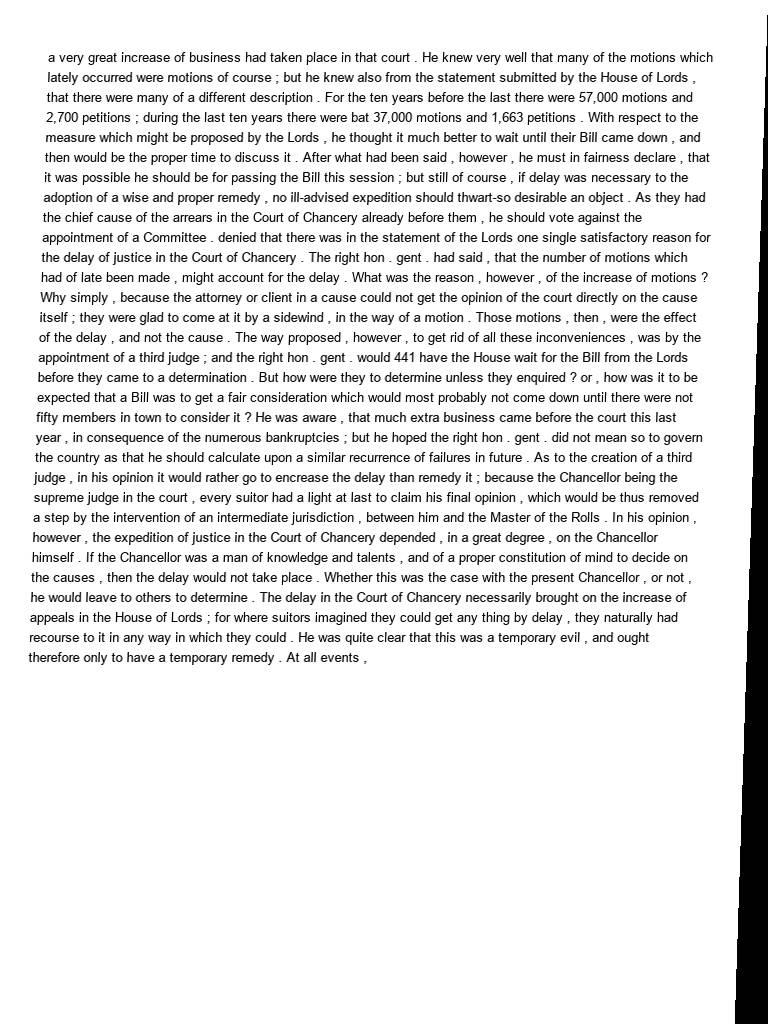 a very great increase of business had taken place in that court . He knew very well that many of the motions which
lately occurred were motions of course ; but he knew also from the statement submitted by the House of Lords ,
that there were many of a different description . For the ten years before the last there were 57,000 motions and
2,700 petitions ; during the last ten years there were bat 37,000 motions and 1,663 petitions . With respect to the
measure which might be proposed by the Lords , he thought it much better to wait until their Bill came down , and
then would be the proper time to discuss it . After what had been said , however , he must in fairness declare , that
it was possible he should be for passing the Bill this session ; but still of course , if delay was necessary to the
adoption of a wise and proper remedy , no ill-advised expedition should thwart-so desirable an object . As they had
the chief cause of the arrears in the Court of Chancery already before them , he should vote against the
appointment of a Committee . denied that there was in the statement of the Lords one single satisfactory reason for
the delay of justice in the Court of Chancery . The right hon . gent . had said , that the number of motions which
had of late been made , might account for the delay . What was the reason , however , of the increase of motions ?
Why simply , because the attorney or client in a cause could not get the opinion of the court directly on the cause
itself ; they were glad to come at it by a sidewind , in the way of a motion . Those motions , then , were the effect
of the delay , and not the cause . The way proposed , however , to get rid of all these inconveniences , was by the
appointment of a third judge ; and the right hon . gent . would 441 have the House wait for the Bill from the Lords
before they came to a determination . But how were they to determine unless they enquired ? or , how was it to be
expected that a Bill was to get a fair consideration which would most probably not come down until there were not
fifty members in town to consider it ? He was aware , that much extra business came before the court this last
year , in consequence of the numerous bankruptcies ; but he hoped the right hon . gent . did not mean so to govern
the country as that he should calculate upon a similar recurrence of failures in future . As to the creation of a third
judge , in his opinion it would rather go to encrease the delay than remedy it ; because the Chancellor being the
supreme judge in the court , every suitor had a light at last to claim his final opinion , which would be thus removed
a step by the intervention of an intermediate jurisdiction , between him and the Master of the Rolls . In his opinion ,
however , the expedition of justice in the Court of Chancery depended , in a great degree , on the Chancellor
himself . If the Chancellor was a man of knowledge and talents , and of a proper constitution of mind to decide on
the causes , then the delay would not take place . Whether this was the case with the present Chancellor , or not ,
he would leave to others to determine . The delay in the Court of Chancery necessarily brought on the increase of
appeals in the House of Lords ; for where suitors imagined they could get any thing by delay , they naturally had
recourse to it in any way in which they could . He was quite clear that this was a temporary evil , and ought
therefore only to have a temporary remedy . At all events ,